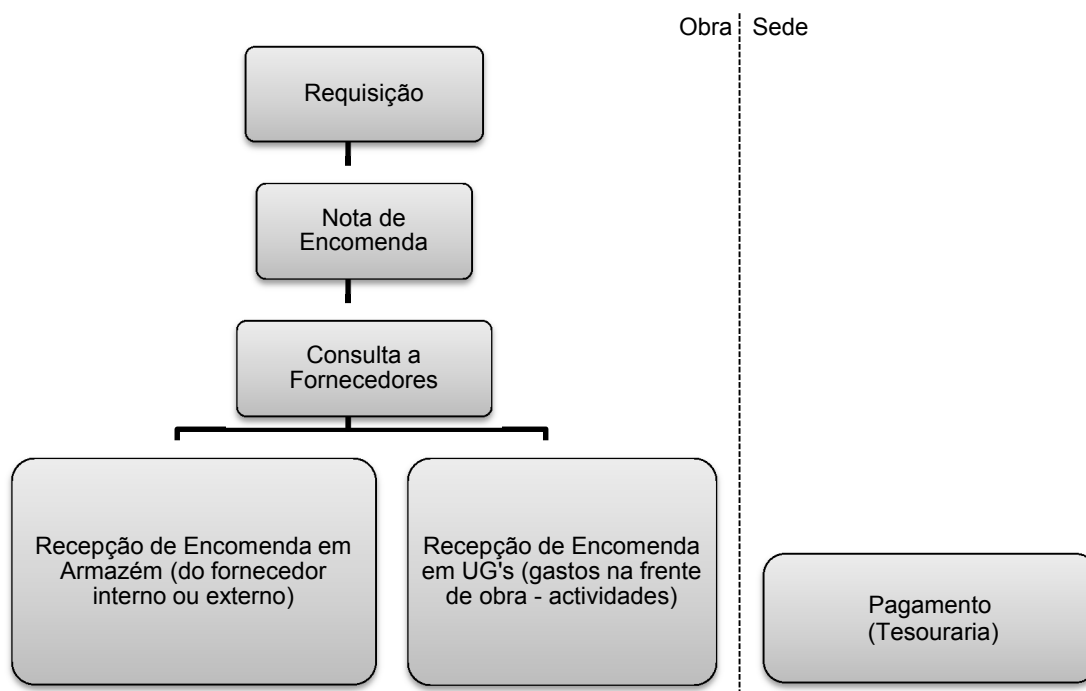 Obra Sede
Requisição
Nota de
Encomenda
Consulta a
Fornecedores
Recepção de Encomenda em
Armazém (do fornecedor
interno ou externo)
Recepção de Encomenda
em UG's (gastos na frente
de obra - actividades)
Pagamento
(Tesouraria)